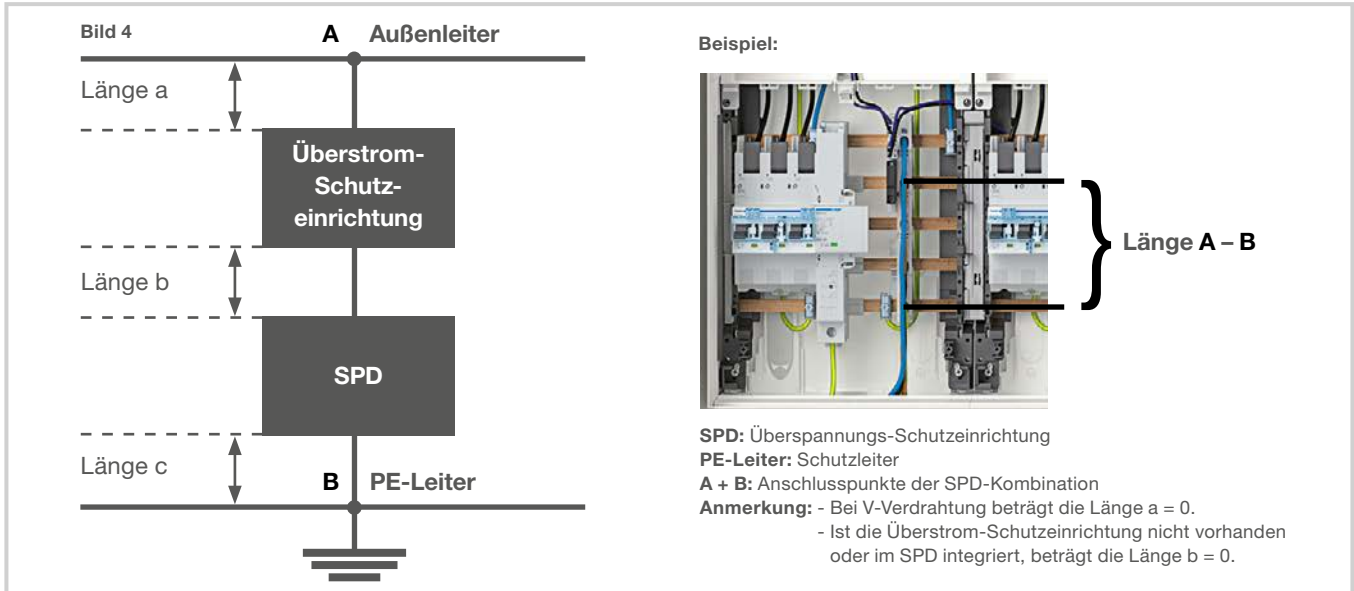 Bild 4
A Außenleiter
Länge a
Überstrom-
Schutz-
einrichtung
Länge b
SPD
Länge c
B PE-Leiter
Beispiel:
Länge A – B
SPD: Überspannungs-Schutzeinrichtung
PE-Leiter: Schutzleiter
A + B: Anschlusspunkte der SPD-Kombination
Anmerkung: - Bei V-Verdrahtung beträgt die Länge a = 0.
- Ist die Überstrom-Schutzeinrichtung nicht vorhanden
oder im SPD integriert, beträgt die Länge b = 0.